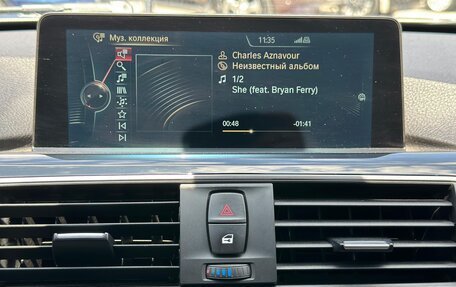 Муз. коллекция
11:35
Charles Aznavour
Неизвестный альбом
1/2
She (feat. Bryan Ferry)
00:48
-01:41